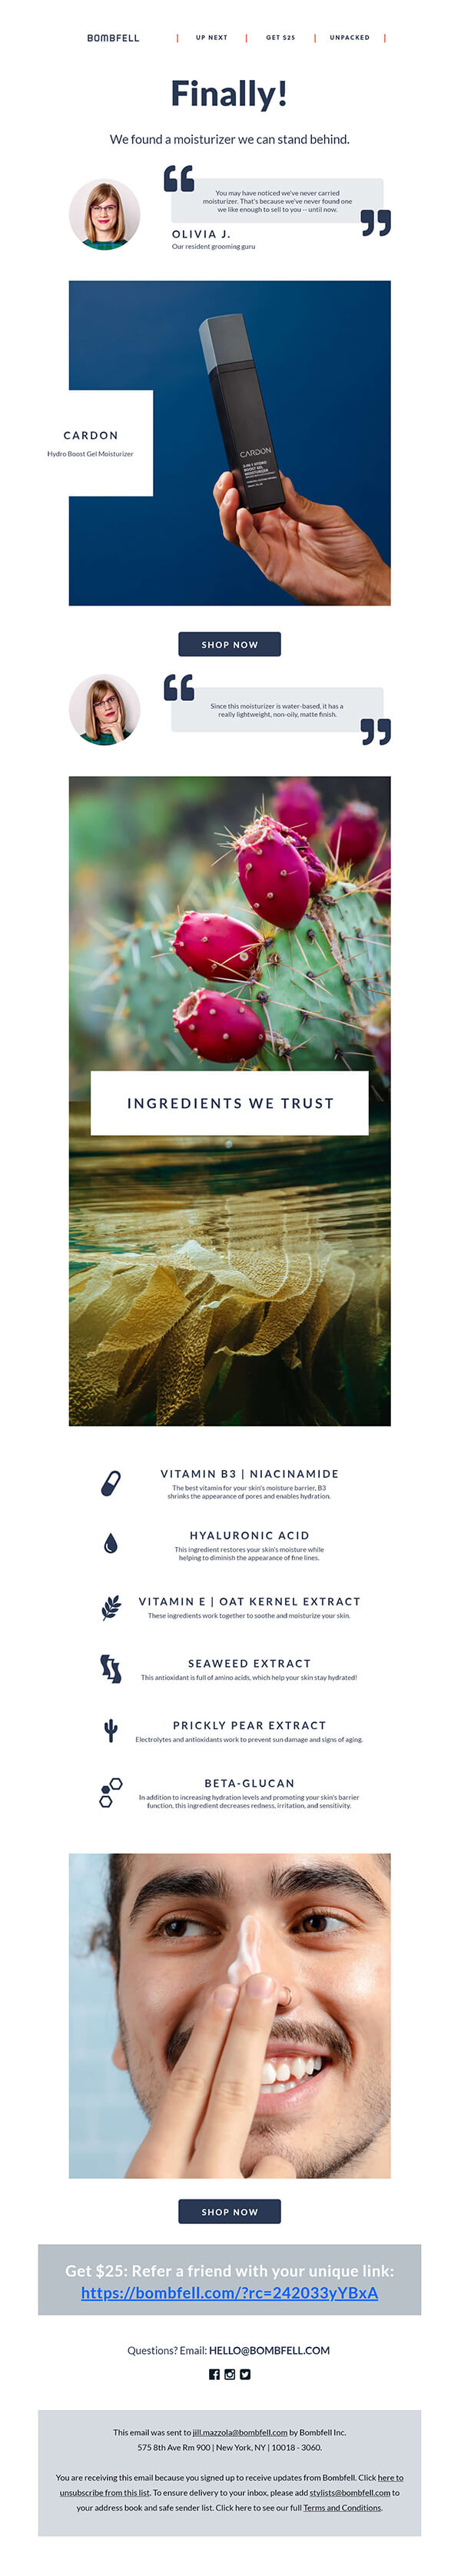 BOMBFELL
UP NEXT
GET $25
UNPACKED
Finally!
We found a moisturizer we can stand behind.
You may have noticed we've never carried
moisturizer. That's because we've never found one
we like enough to sell to you -- until now.
OLIVIA J.
Our resident grooming guru
CARDON
Hydro Boost Gel Moisturizer
CARDON
SHOP NOW
Since this moisturizer is water-based, it has a
really lightweight, non-oily, matte finish.
INGREDIENTS WE TRUST
VITAMIN B3 | NIACINAMIDE
The best vitamin for your skin's moisture barrier, B3
shrinks the appearance of pores and enables hydration.
HYALURONIC ACID
This ingredient restores your skin's moisture while
helping to diminish the appearance of fine lines.
VITAMIN E | OAT KERNEL EXTRACT
These ingredients work together to soothe and moisturize your skin.
SEAWEED EXTRACT
This antioxidant is full of amino acids, which help your skin stay hydrated!
PRICKLY PEAR EXTRACT
Electrolytes and antioxidants work to prevent sun damage and signs of aging.
BETA-GLUCAN
In addition to increasing hydration levels and promoting your skin's barrier
function, this ingredient decreases redness, irritation, and sensitivity.
SHOP NOW
Get $25: Refer a friend with your unique link:
https://bombfell.com/?rc=242033yYBxA
Questions? Email: HELLO@BOMBFELL.COM
This email was sent to jill.mazzola@bombfell.com by Bombfell Inc.
575 8th Ave Rm 900 | New York, NY | 10018 - 3060.
You are receiving this email because you signed up to receive updates from Bombfell. Click here to
unsubscribe from this list. To ensure delivery to your inbox, please add stylists@bombfell.com to
your address book and safe sender list. Click here to see our full Terms and Conditions.